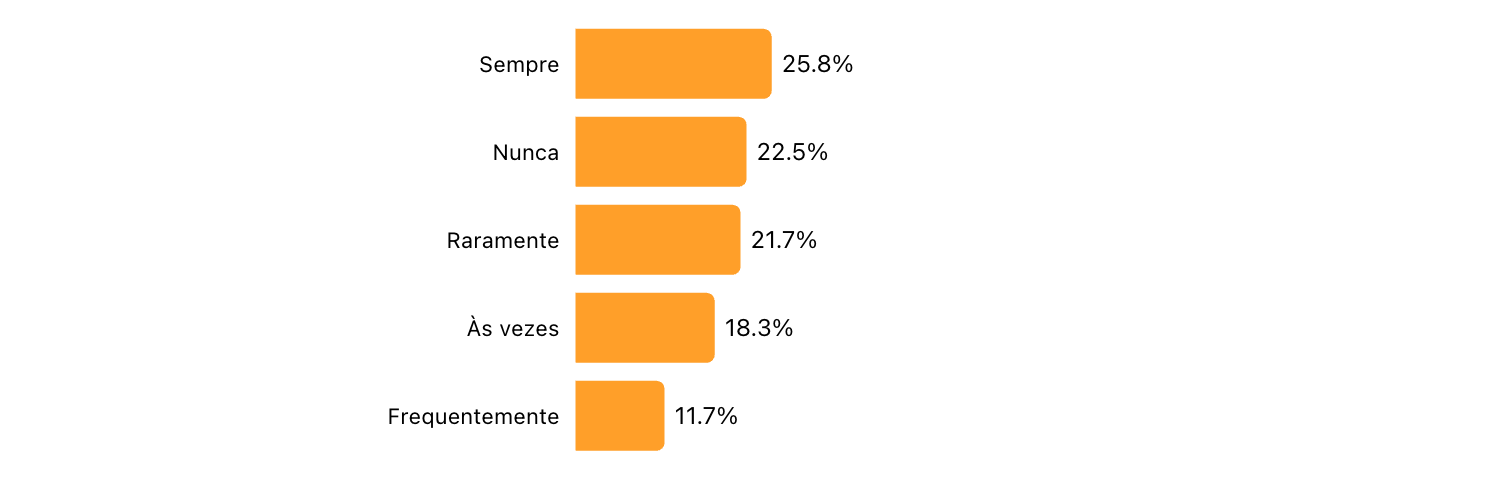 Sempre 25.8%
Nunca 22.5%
Raramente 21.7%
Às vezes 18.3%
Frequentemente 11.7%